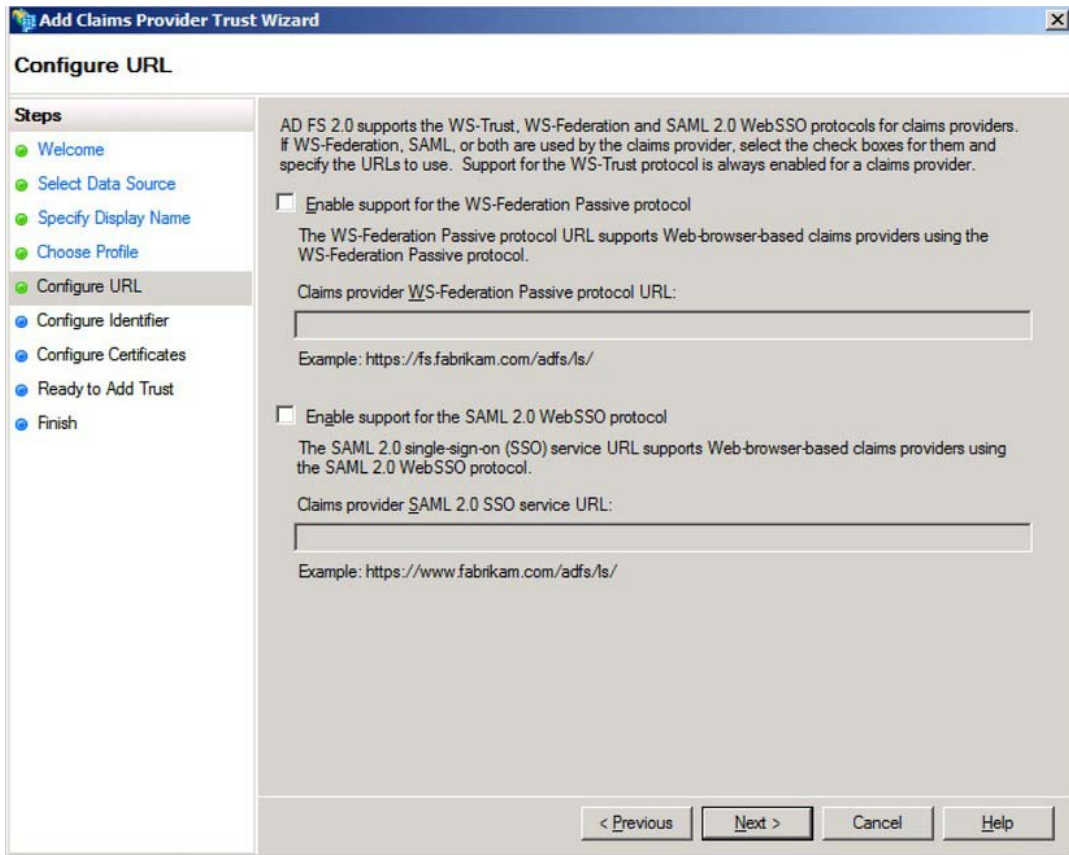 Add Claims Provider Trust Wizard
Configure URL
Steps
Welcome
Select Data Source
Specify Display Name
Choose Profile
Configure URL
Configure Identifier
Configure Certificates
Ready to Add Trust
Finish
AD FS 2.0 supports the WS-Trust, WS-Federation and SAML 2.0 WebSSO protocols for claims providers.
If WS-Federation, SAML, or both are used by the claims provider, select the check boxes for them and
specify the URLs to use. Support for the WS-Trust protocol is always enabled for a claims provider.
Enable support for the WS-Federation Passive protocol
The WS-Federation Passive protocol URL supports Web-browser-based claims providers using the
WS-Federation Passive protocol.
Claims provider WS-Federation Passive protocol URL:
Example: https://fs.fabrikam.com/adfs/ls/
Enable support for the SAML 2.0 WebSSO protocol
The SAML 2.0 single-sign-on (SSO) service URL supports Web-browser-based claims providers using
the SAML 2.0 WebSSO protocol.
Claims provider SAML 2.0 SSO service URL:
Example: https://www.fabrikam.com/adfs/ls/
< Previous
Next >
Cancel
Help